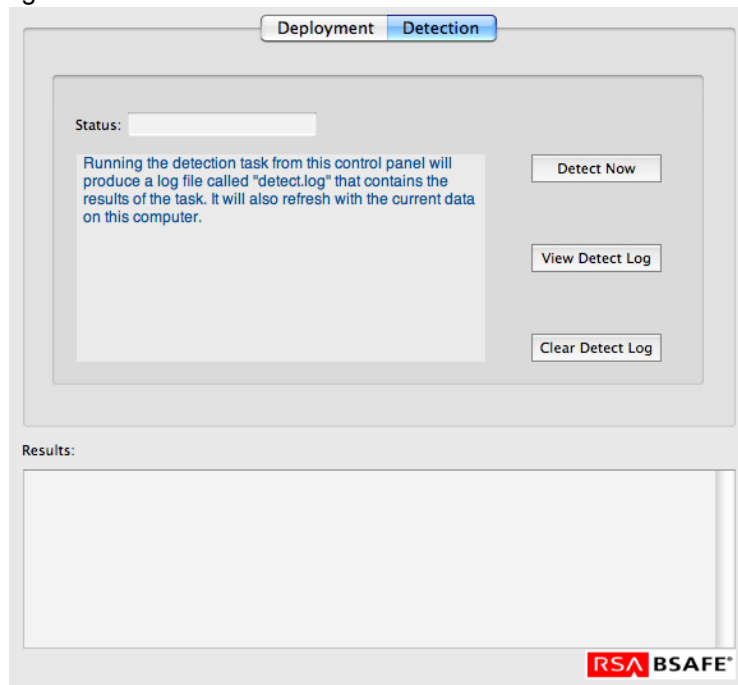 Deployment Detection
Status:
Running the detection task from this control panel will
produce a log file called "detect.log" that contains the
results of the task. It will also refresh with the current data
on this computer.
Detect Now
View Detect Log
Clear Detect Log
Results:
RSA BSAFE®